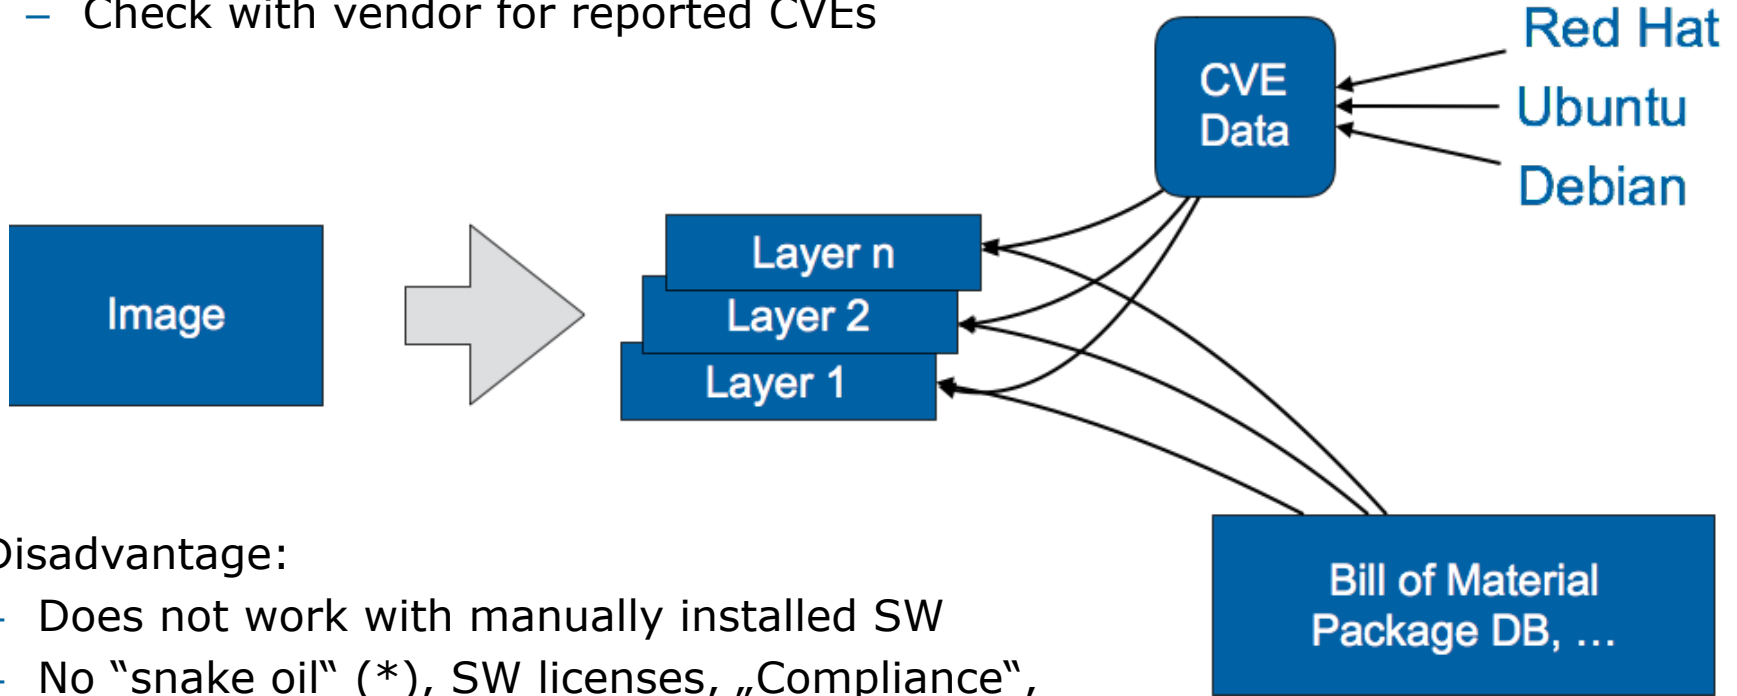 – Check with vendor for reported CVEs
Red Hat
CVE
Data
Ubuntu
Debian
Image
Layer n
Layer 2
Layer 1
Disadvantage:
– Does not work with manually installed SW
– No “snake oil“ (*), SW licenses, „Compliance“,
Bill of Material
Package DB, …